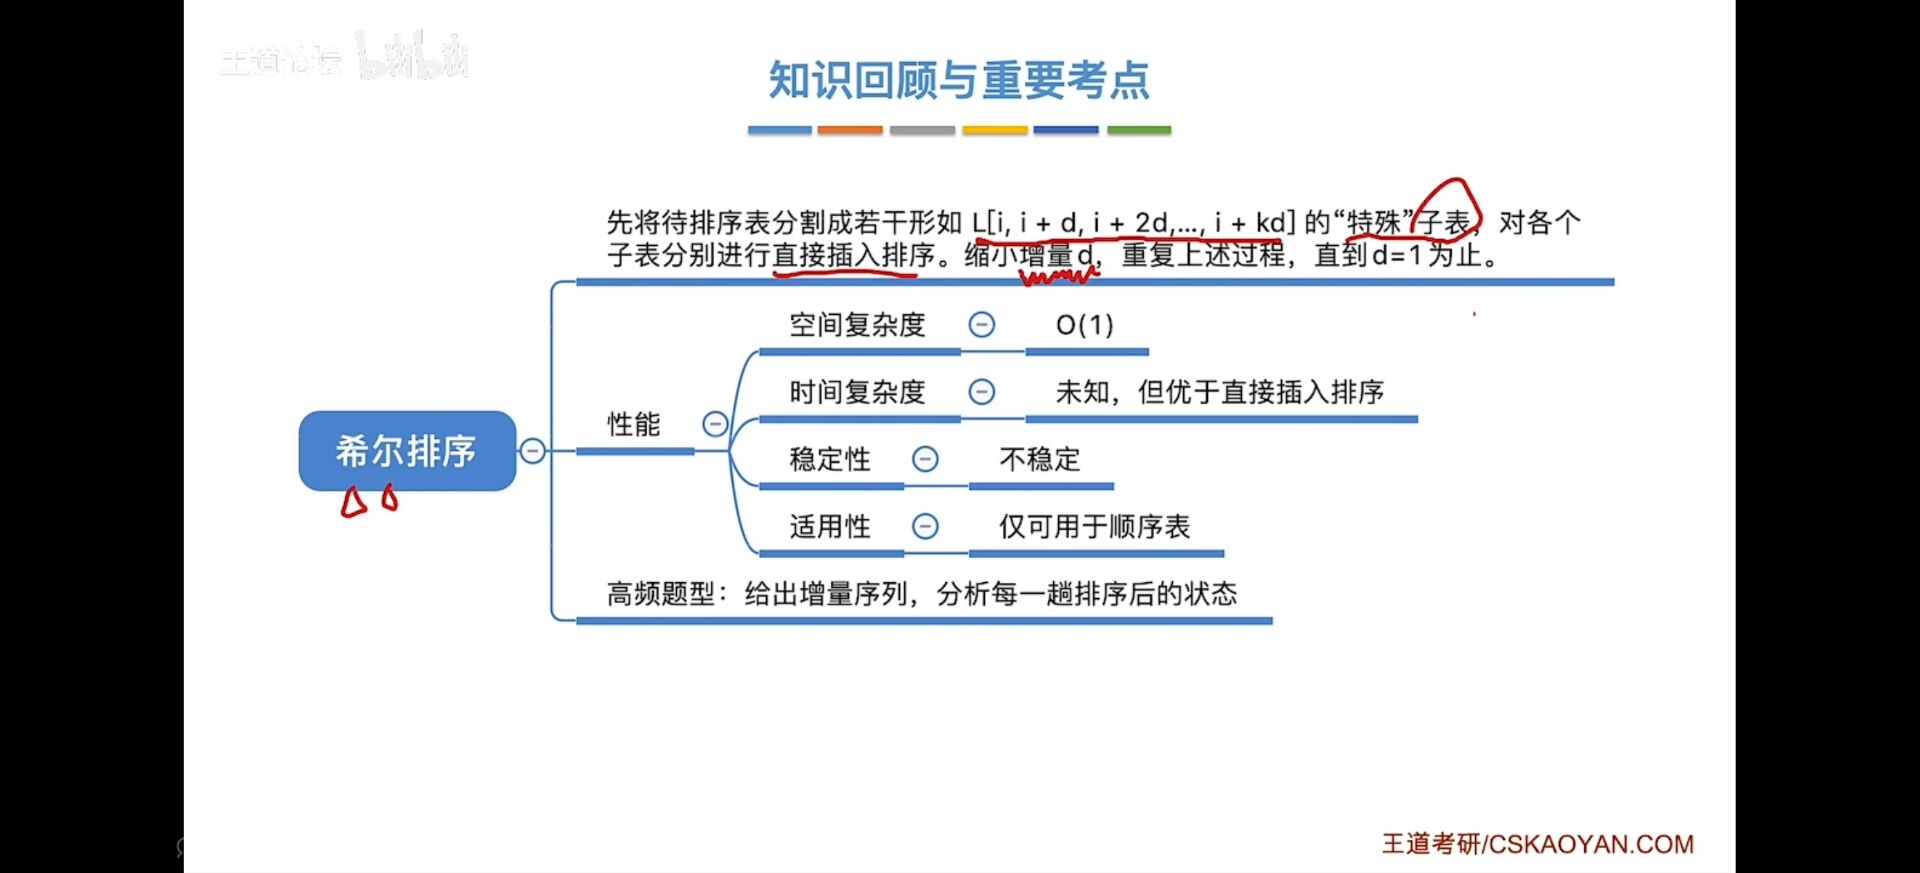 王道论坛 bilibili
知识回顾与重要考点
先将待排序表分割成若干形如 L[i, i + d, i + 2d,..., i + kd] 的“特殊”子表，对各个
子表分别进行直接插入排序。缩小增量d，重复上述过程，直到d=1为止。
空间复杂度 O(1)
时间复杂度 未知，但优于直接插入排序
性能
希尔排序
稳定性 不稳定
适用性 仅可用于顺序表
高频题型：给出增量序列，分析每一趟排序后的状态
王道考研/CSKAOYAN.COM